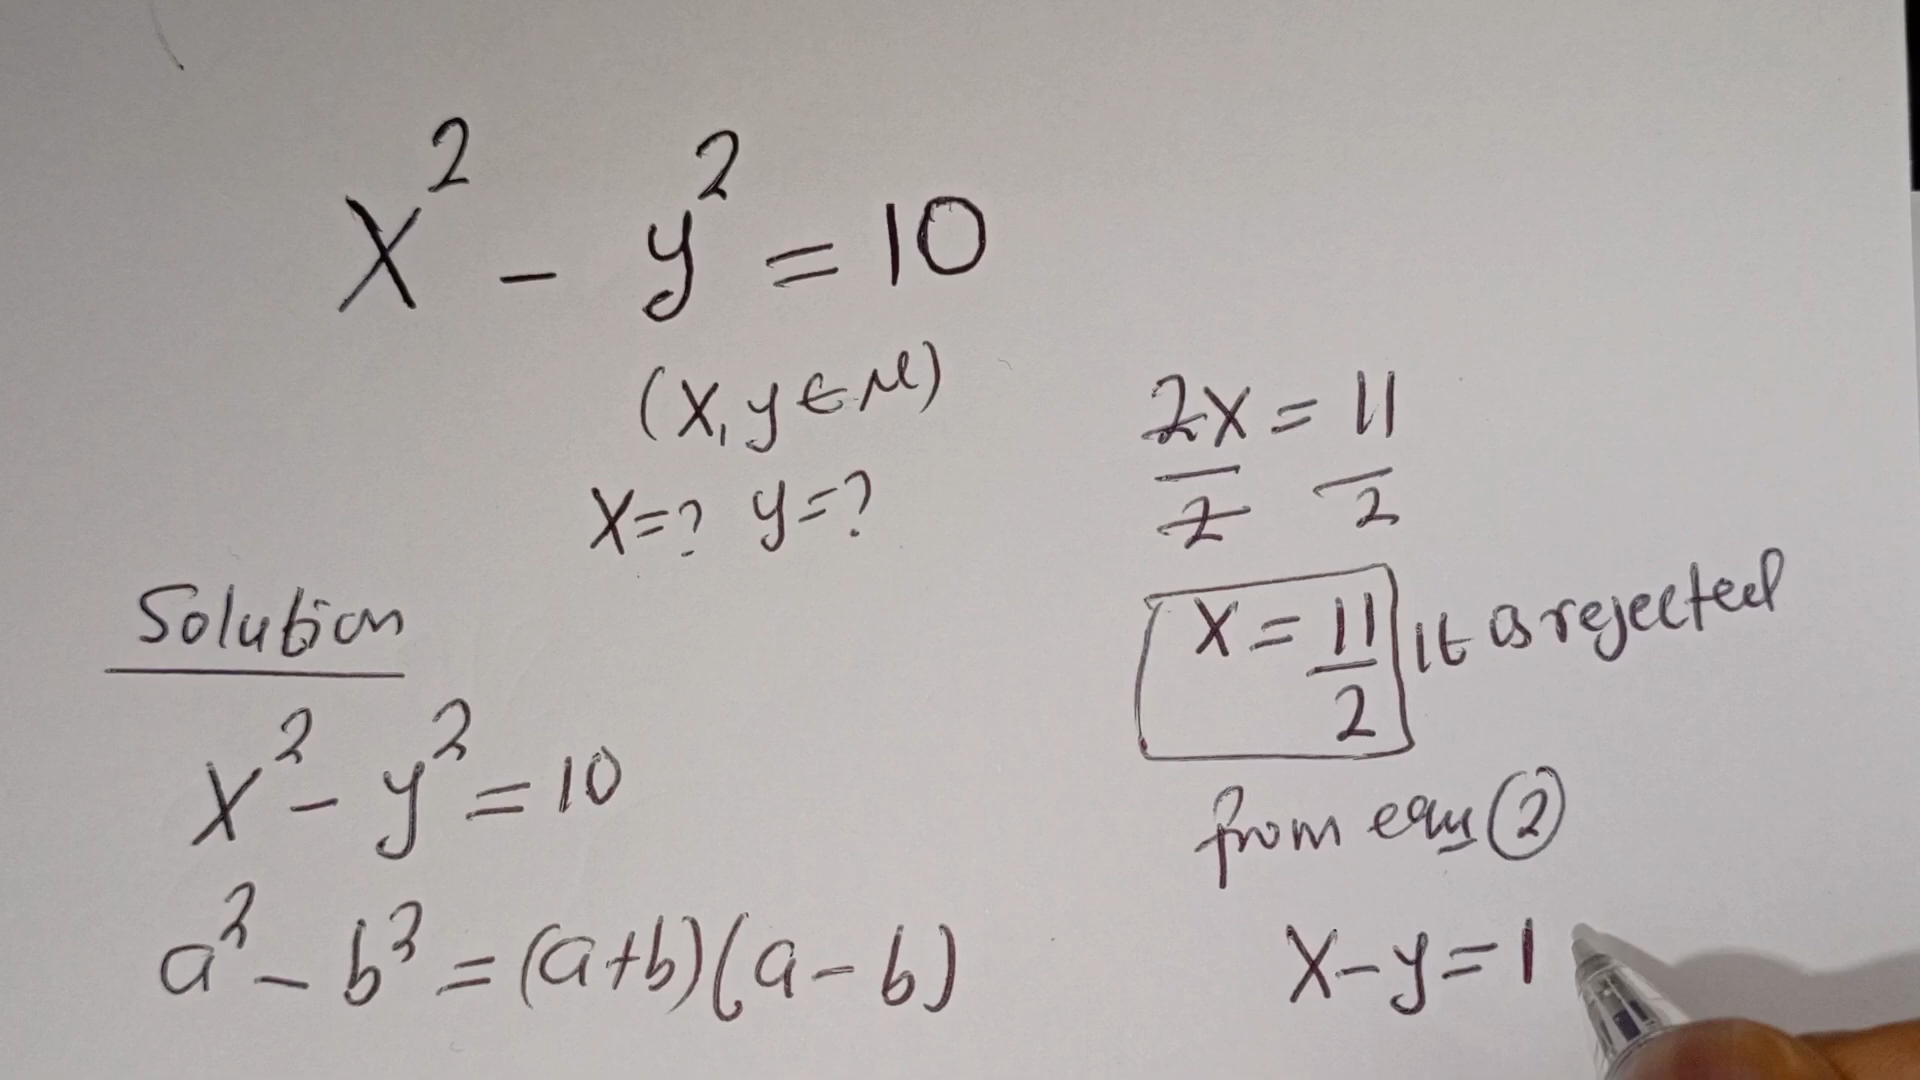 x² - y² = 10
(x, y ∈ N)
x=? y=?
Solution
x² - y² = 10
a² - b² = (a+b)(a-b)
2x = 11
2 2
x = 11/2 it is rejected
from eqn ②
x-y=1